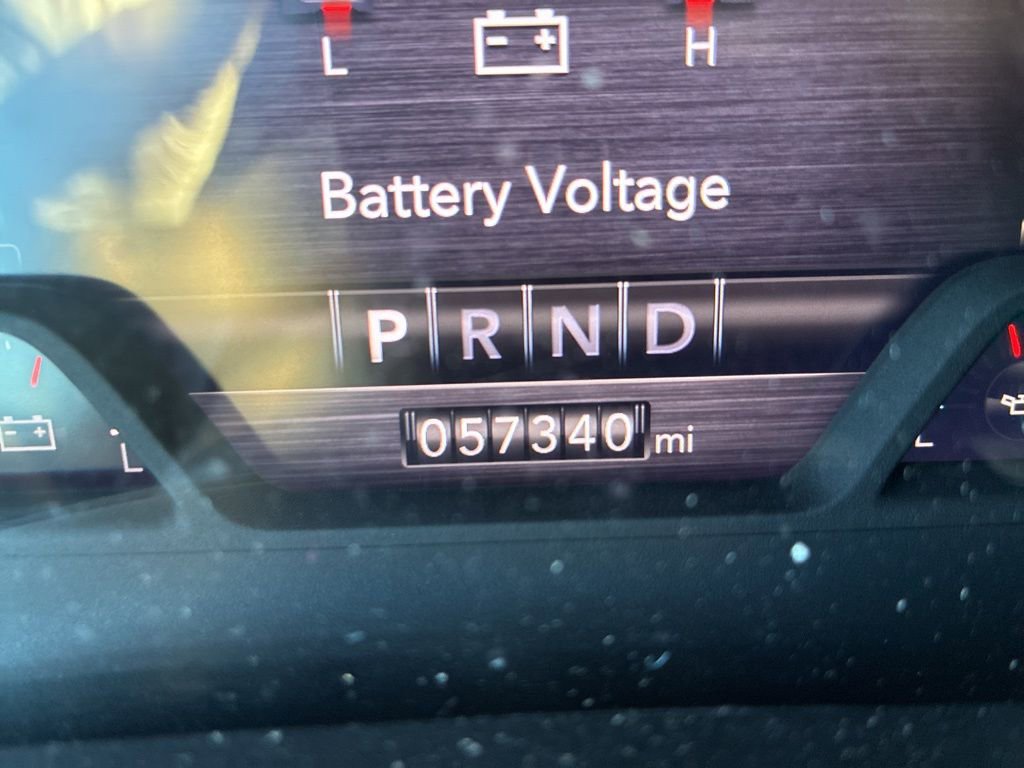 L - + H
Battery Voltage
P R N D
- +
L
057340 mi
L